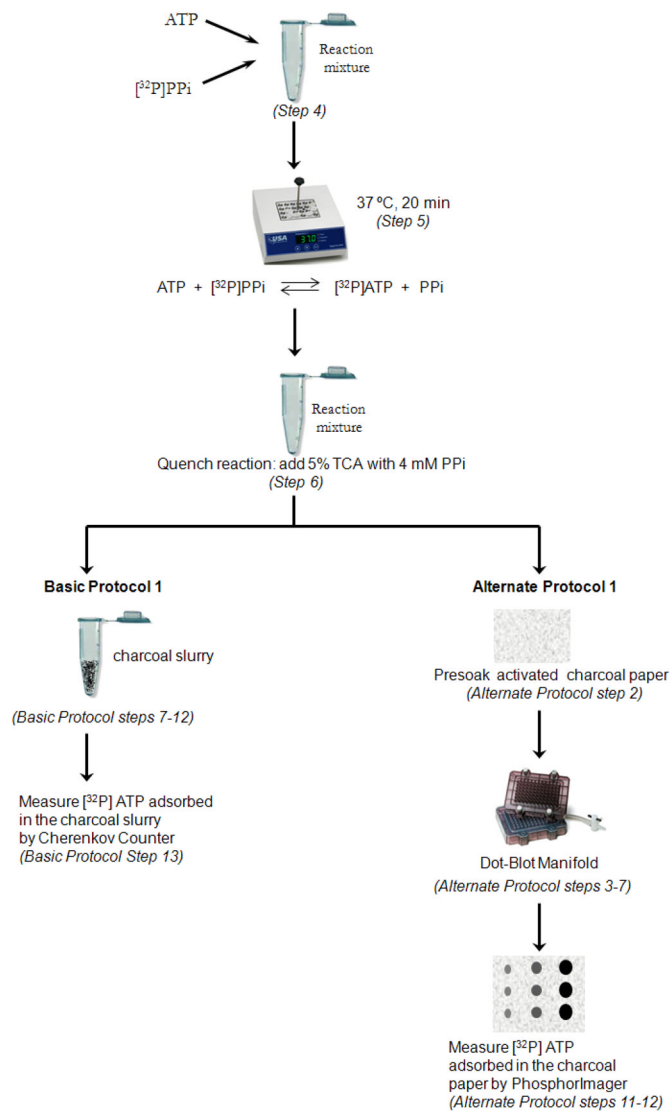 ATP
[³²P]PPi
Reaction
mixture
(Step 4)
37 ºC, 20 min
(Step 5)
USA
37.0
ATP + [³²P]PPi ⇌ [³²P]ATP + PPi
Reaction
mixture
Quench reaction: add 5% TCA with 4 mM PPi
(Step 6)
Basic Protocol 1
charcoal slurry
(Basic Protocol steps 7-12)
Measure [³²P] ATP adsorbed
in the charcoal slurry
by Cherenkov Counter
(Basic Protocol Step 13)
Alternate Protocol 1
Presoak activated charcoal paper
(Alternate Protocol step 2)
Dot-Blot Manifold
(Alternate Protocol steps 3-7)
Measure [³²P] ATP
adsorbed in the charcoal
paper by PhosphorImager
(Alternate Protocol steps 11-12)